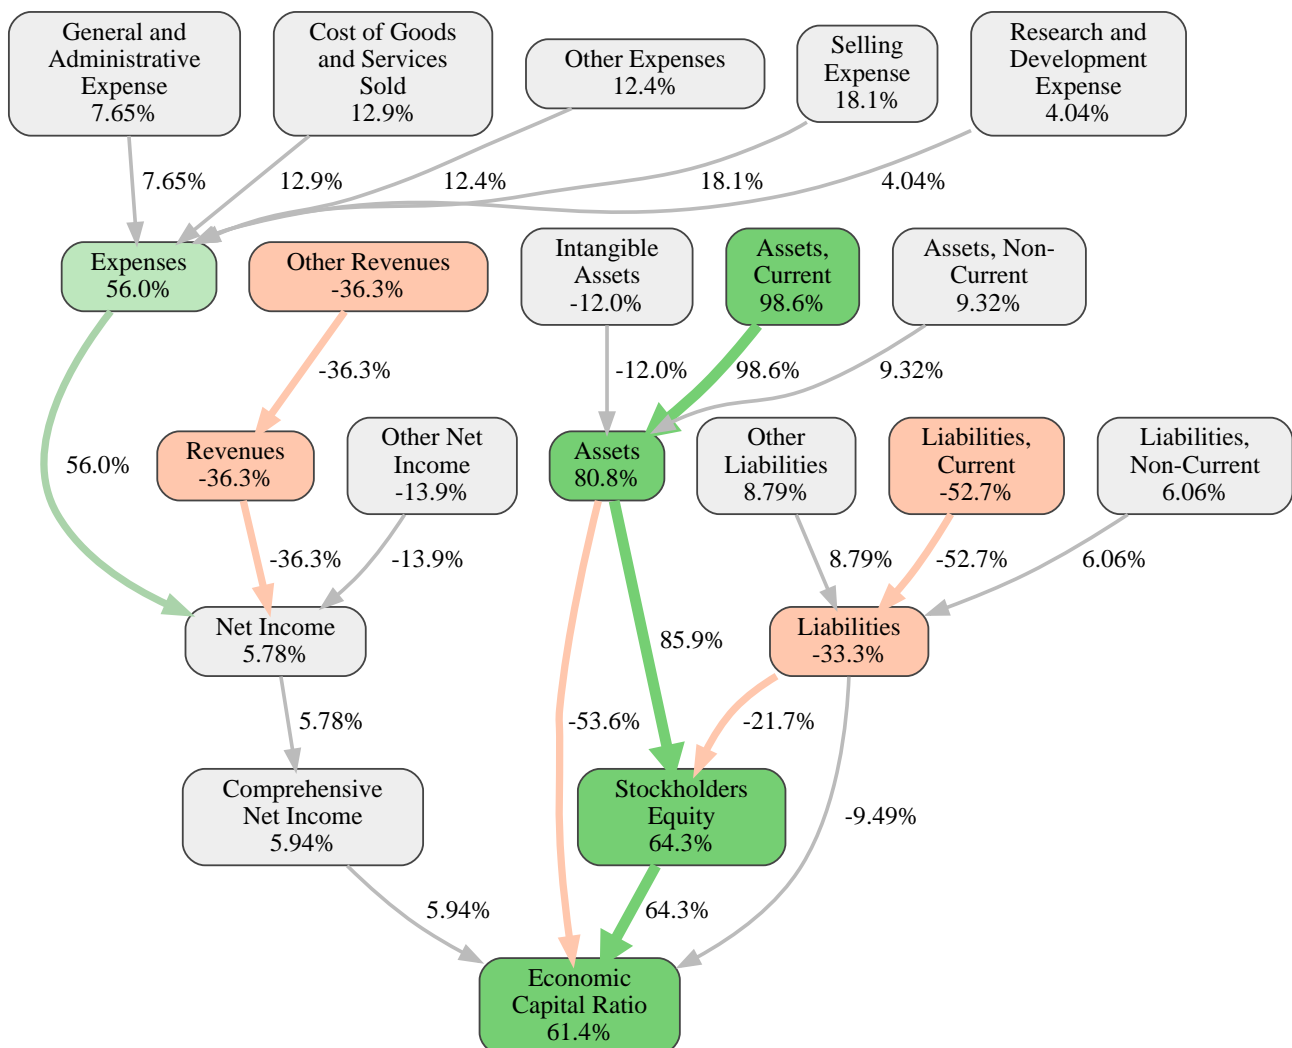 General and
Administrative
Expense
7.65%
Cost of Goods
and Services
Sold
12.9%
Other Expenses
12.4%
Selling
Expense
18.1%
Research and
Development
Expense
4.04%
7.65%
12.9%
12.4%
18.1%
4.04%
Expenses
56.0%
Other Revenues
-36.3%
Intangible
Assets
-12.0%
Assets,
Current
98.6%
Assets, Non-
Current
9.32%
-36.3%
-12.0%
98.6%
9.32%
56.0%
Revenues
-36.3%
Other Net
Income
-13.9%
Assets
80.8%
Other
Liabilities
8.79%
Liabilities,
Current
-52.7%
Liabilities,
Non-Current
6.06%
-36.3%
-13.9%
8.79%
-52.7%
6.06%
Net Income
5.78%
85.9%
Liabilities
-33.3%
5.78%
-53.6%
-21.7%
Comprehensive
Net Income
5.94%
Stockholders
Equity
64.3%
-9.49%
5.94%
64.3%
Economic
Capital Ratio
61.4%